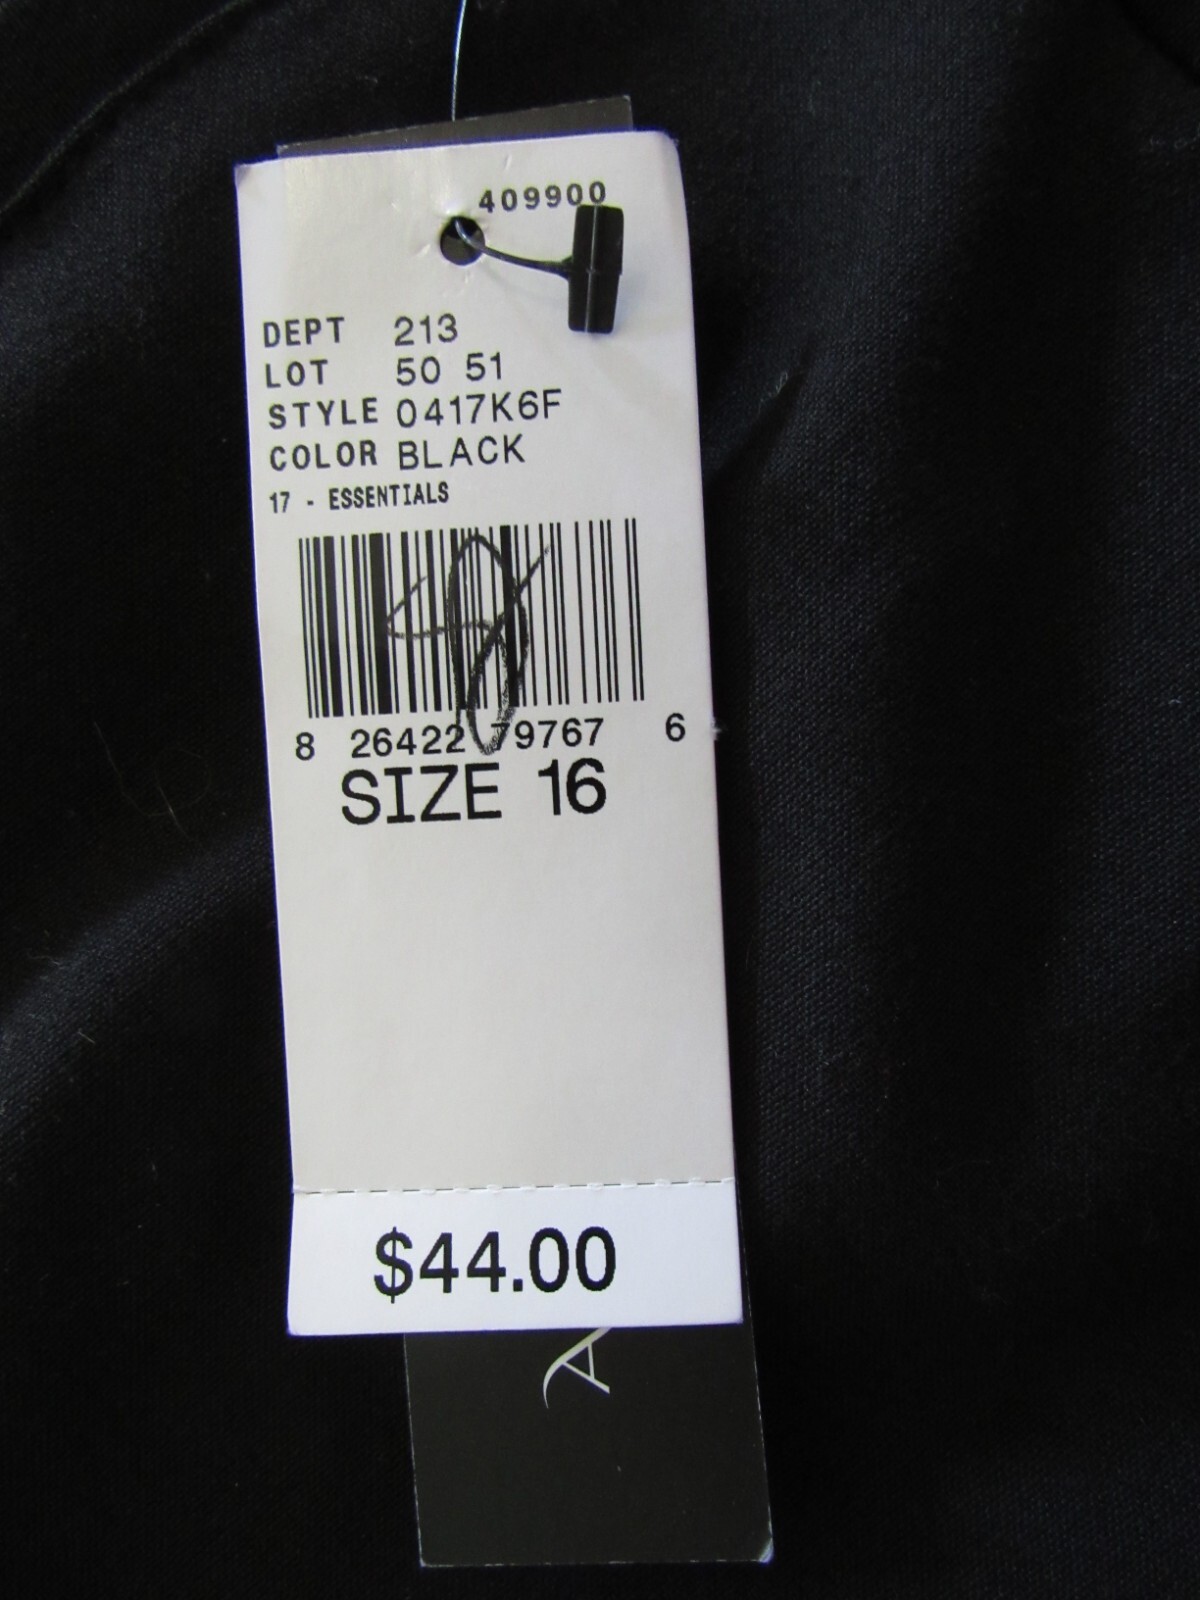 409900
DEPT 213
LOT 50 51
STYLE 0417K6F
COLOR BLACK
17 - ESSENTIALS
8 26422 79767 6
SIZE 16
$44.00
A